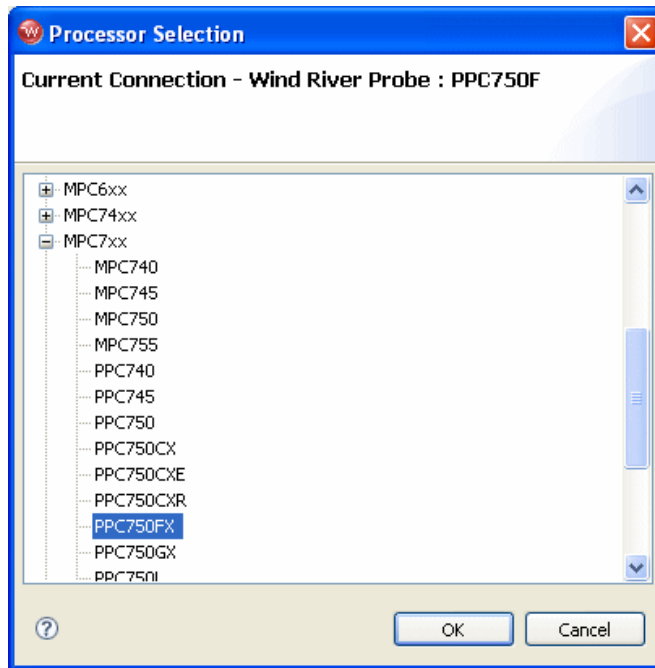 Processor Selection
Current Connection - Wind River Probe : PPC750F
MPC6xx
MPC74xx
MPC7xx
MPC740
MPC745
MPC750
MPC755
PPC740
PPC745
PPC750
PPC750CX
PPC750CXE
PPC750CXR
PPC750FX
PPC750GX
PPC750L
OK
Cancel